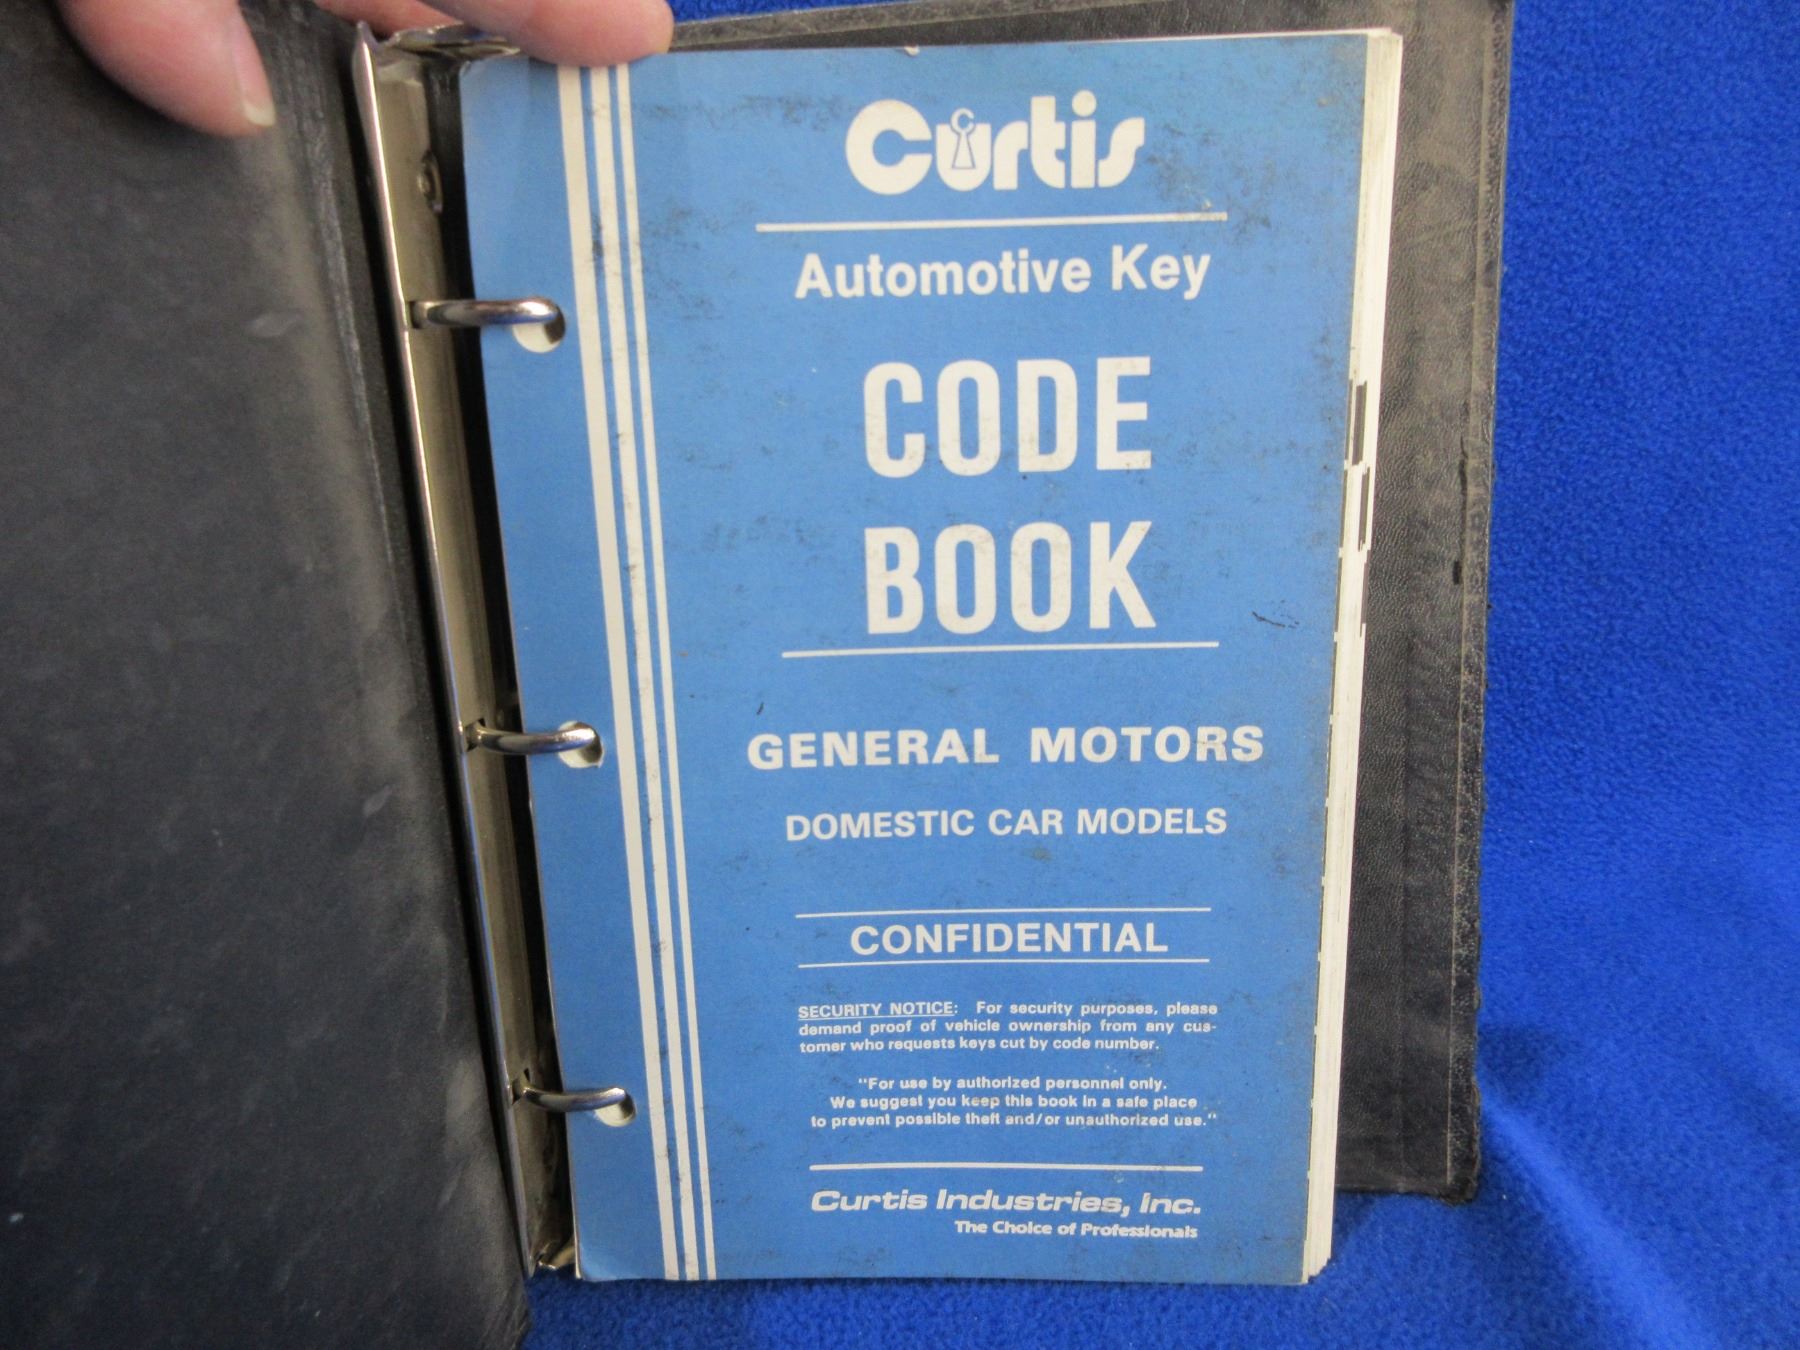 Curtis
Automotive Key
CODE
BOOK
GENERAL MOTORS
DOMESTIC CAR MODELS
CONFIDENTIAL
SECURITY NOTICE: For security purposes, please
demand proof of vehicle ownership from any cus-
tomer who requests keys cut by code number.
"For use by authorized personnel only.
We suggest you keep this book in a safe place
to prevent possible theft and/or unauthorized use."
Curtis Industries, Inc.
The Choice of Professionals